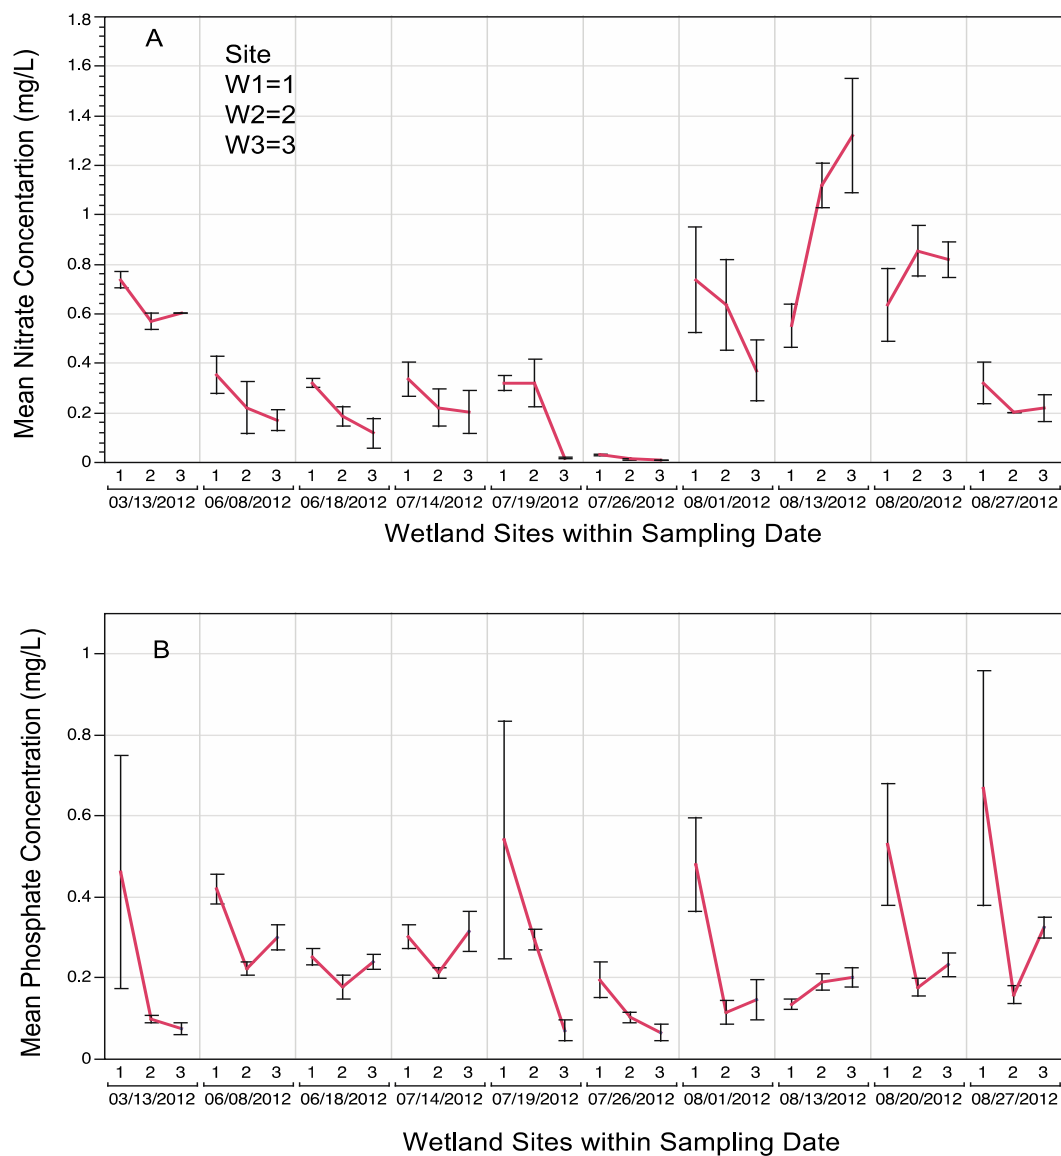 1.8
A
1.6
Site
W1=1
1.4
W2=2
W3=3
1.2
1
0.8
0.6
0.4
0.2
0
Mean Nitrate Concentartion (mg/L)
1 2 3 1 2 3 1 2 3 1 2 3 1 2 3 1 2 3 1 2 3 1 2 3 1 2 3 1 2 3
03/13/2012 06/08/2012 06/18/2012 07/14/2012 07/19/2012 07/26/2012 08/01/2012 08/13/2012 08/20/2012 08/27/2012
Wetland Sites within Sampling Date
B
1
0.8
0.6
0.4
0.2
0
Mean Phosphate Concentration (mg/L)
1 2 3 1 2 3 1 2 3 1 2 3 1 2 3 1 2 3 1 2 3 1 2 3 1 2 3 1 2 3
03/13/2012 06/08/2012 06/18/2012 07/14/2012 07/19/2012 07/26/2012 08/01/2012 08/13/2012 08/20/2012 08/27/2012
Wetland Sites within Sampling Date